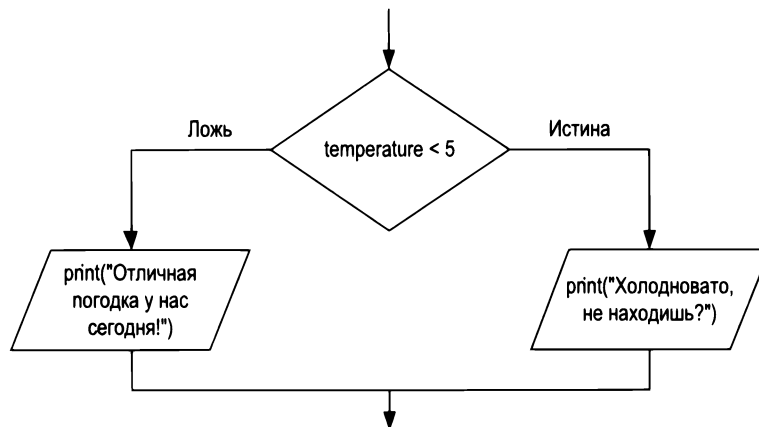 Ложь
Истина
temperature < 5
print("Отличная
погодка у нас
сегодня!")
print("Холодновато,
не находишь?")